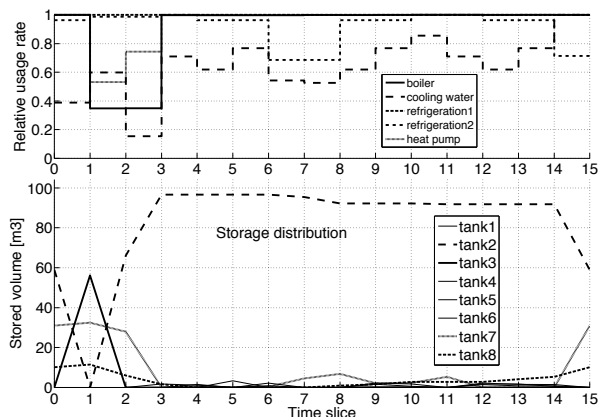 Relative usage rate
1
0.8
0.6
0.4
0.2
0
boiler
cooling water
refrigeration1
refrigeration2
heat pump
0 1 2 3 4 5 6 7 8 9 10 11 12 13 14 15
Stored volume [m3]
100
80
60
40
20
0
Storage distribution
tank1
tank2
tank3
tank4
tank5
tank6
tank7
tank8
0 1 2 3 4 5 6 7 8 9 10 11 12 13 14 15
Time slice